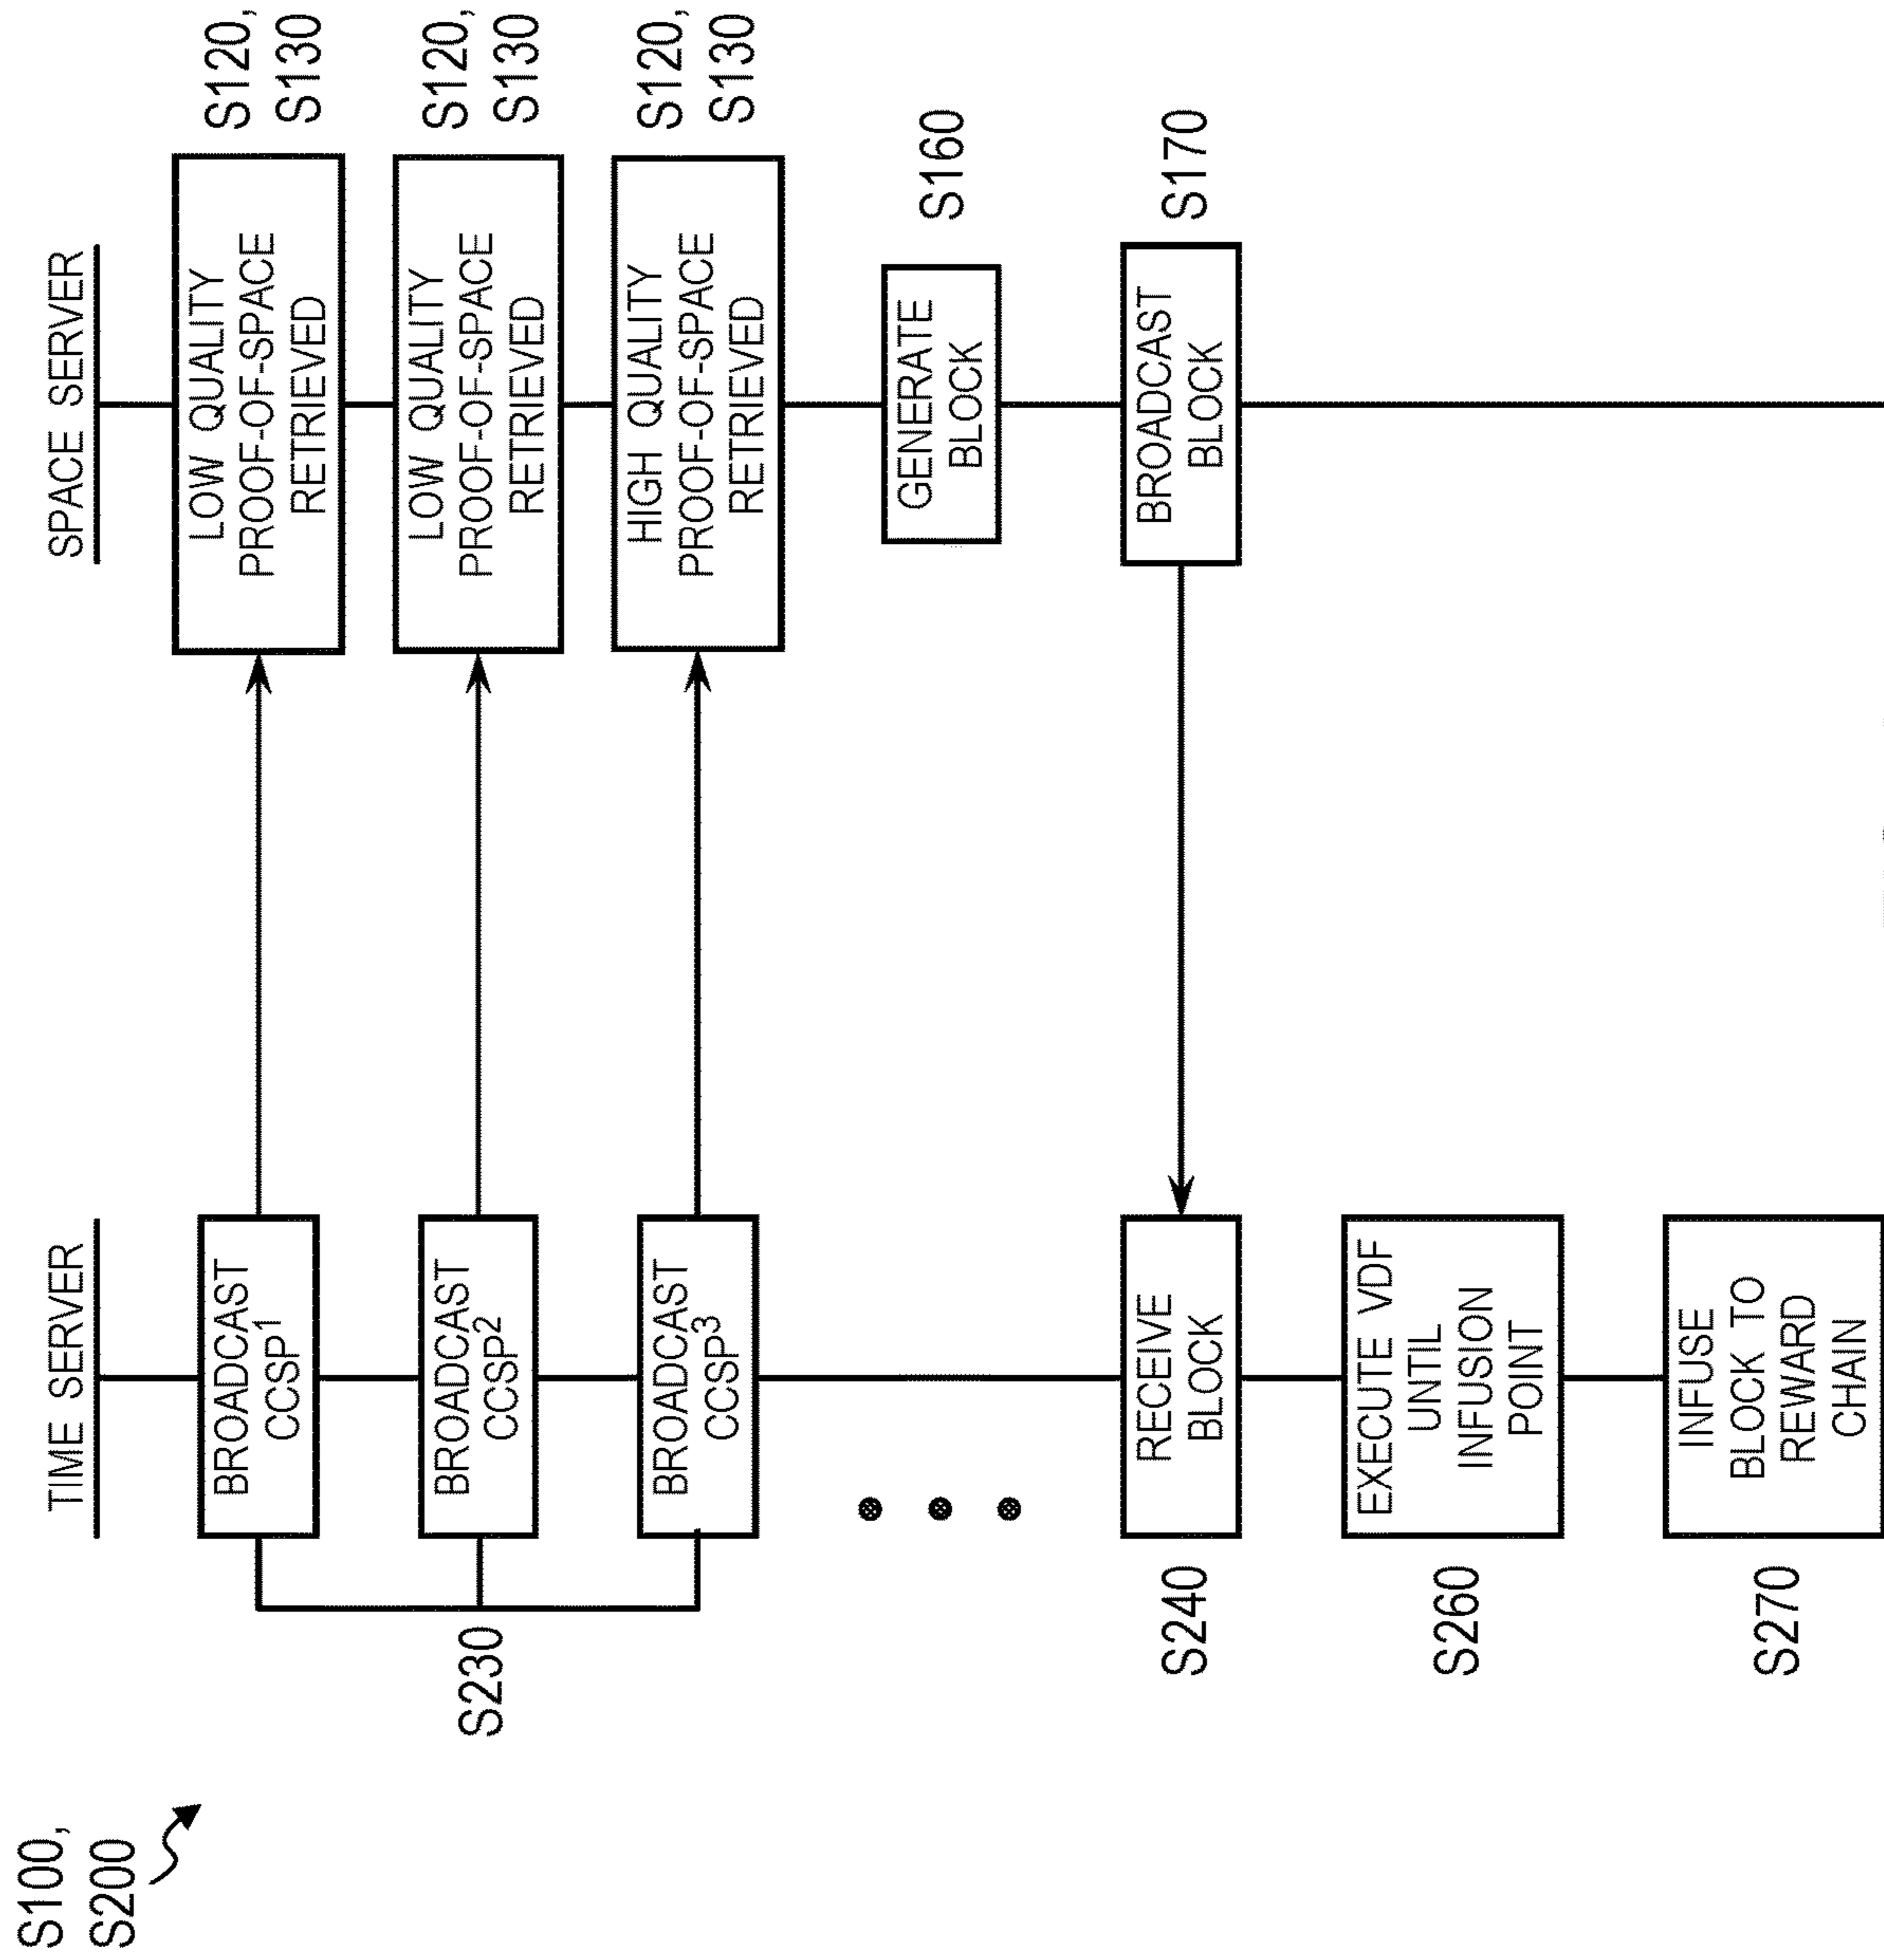 S100,
S200
TIME SERVER
SPACE SERVER
BROADCAST
CCSP¹
LOW QUALITY
PROOF-OF-SPACE
RETRIEVED
S120,
S130
BROADCAST
CCSP²
S230
LOW QUALITY
PROOF-OF-SPACE
RETRIEVED
S120,
S130
BROADCAST
CCSP³
HIGH QUALITY
PROOF-OF-SPACE
RETRIEVED
S120,
S130
GENERATE
BLOCK
S160
S240
RECEIVE
BLOCK
BROADCAST
BLOCK
S170
S260
EXECUTE VDF
UNTIL
INFUSION
POINT
S270
INFUSE
BLOCK TO
REWARD
CHAIN